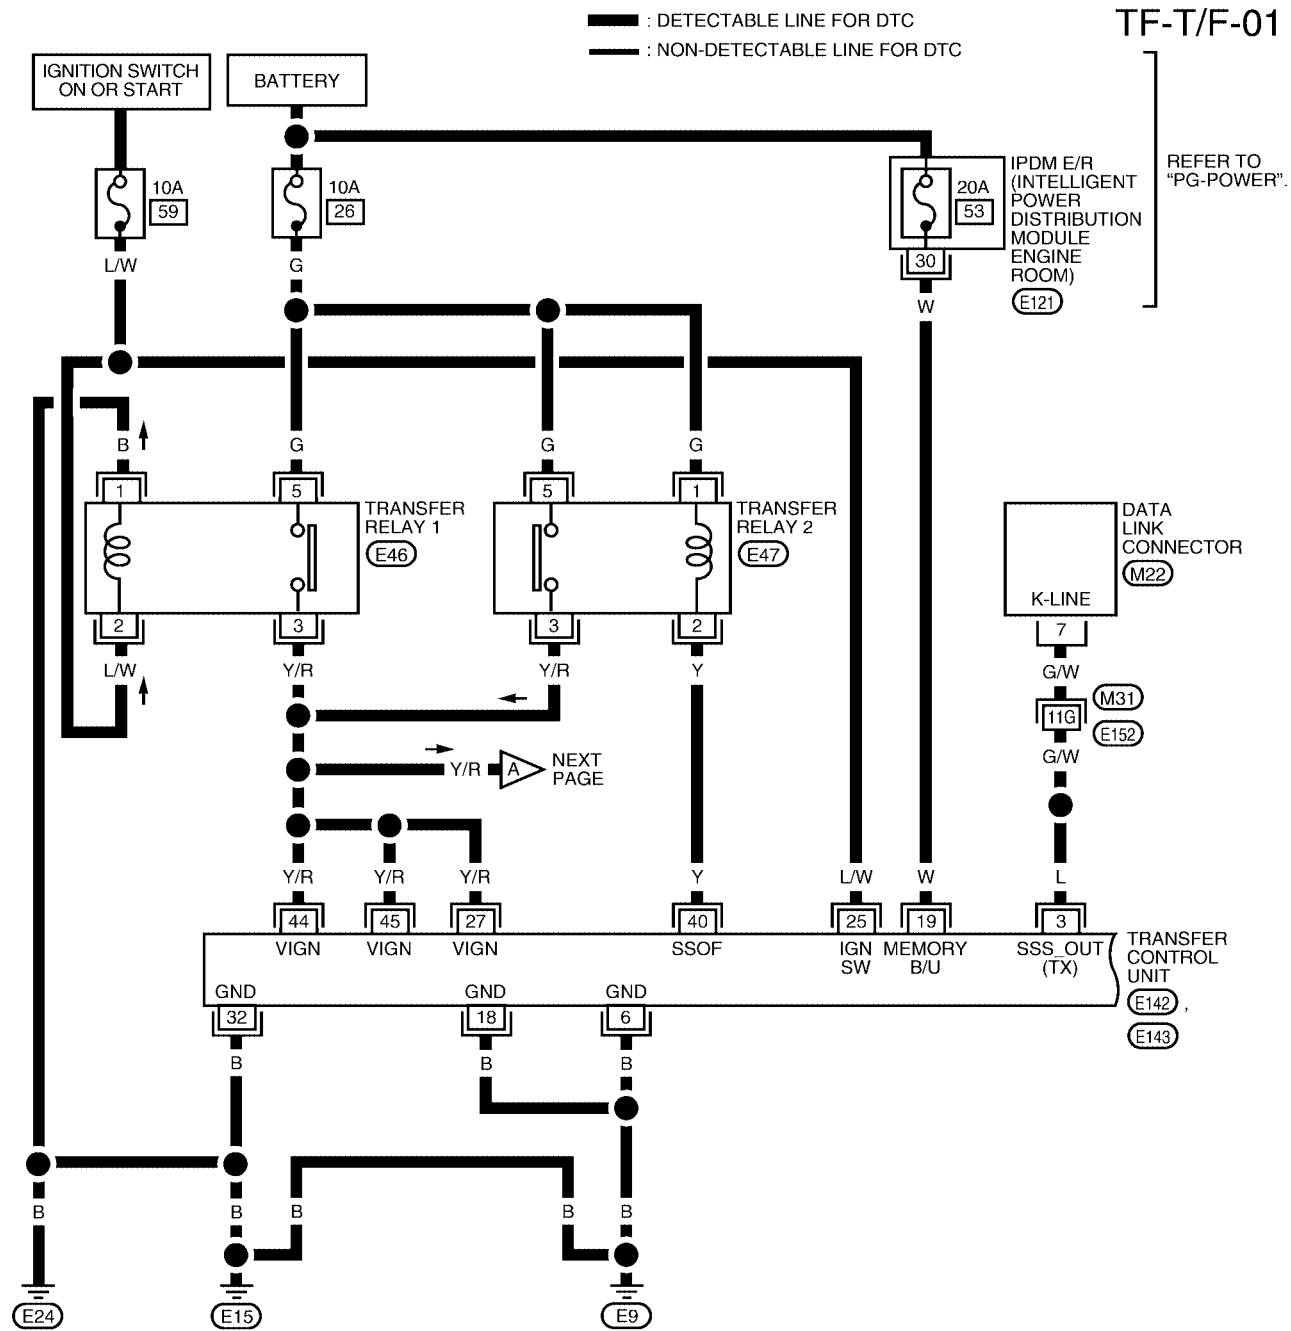 : DETECTABLE LINE FOR DTC
TF-T/F-01
: NON-DETECTABLE LINE FOR DTC
IGNITION SWITCH
ON OR START
BATTERY
10A
59
10A
26
20A
53
IPDM E/R
(INTELLIGENT
POWER
DISTRIBUTION
MODULE
ENGINE
ROOM)
E121
REFER TO
“PG-POWER”.
30
L/W
G
W
B
G
G
G
1
5
5
1
TRANSFER
RELAY 1
E46
TRANSFER
RELAY 2
E47
DATA
LINK
CONNECTOR
M22
K-LINE
2
3
3
2
7
L/W
Y/R
Y/R
Y
G/W
M31
11G
E152
G/W
Y/R
A
NEXT
PAGE
Y/R
Y/R
Y/R
Y
L/W
W
L
44
45
27
40
25
19
3
VIGN
VIGN
VIGN
SSOF
IGN
SW
MEMORY
B/U
SSS_OUT
(TX)
TRANSFER
CONTROL
UNIT
E142 ,
E143
GND
GND
GND
32
18
6
B
B
B
B
B
B
B
B
E24
E15
E9